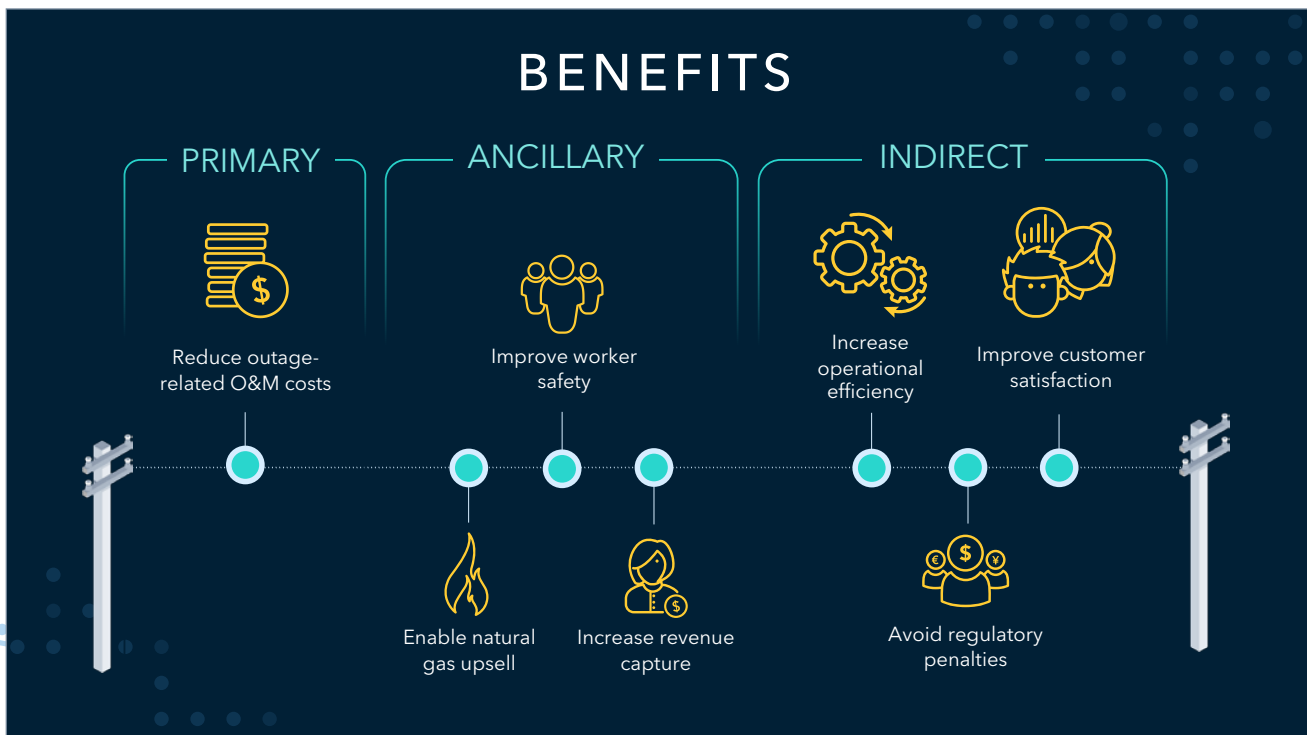 BENEFITS
PRIMARY
ANCILLARY
INDIRECT
$
Reduce outage-
related O&M costs
Improve worker
safety
Increase
operational
efficiency
Improve customer
satisfaction
Enable natural
gas upsell
$
Increase revenue
capture
€ $ ¥
Avoid regulatory
penalties